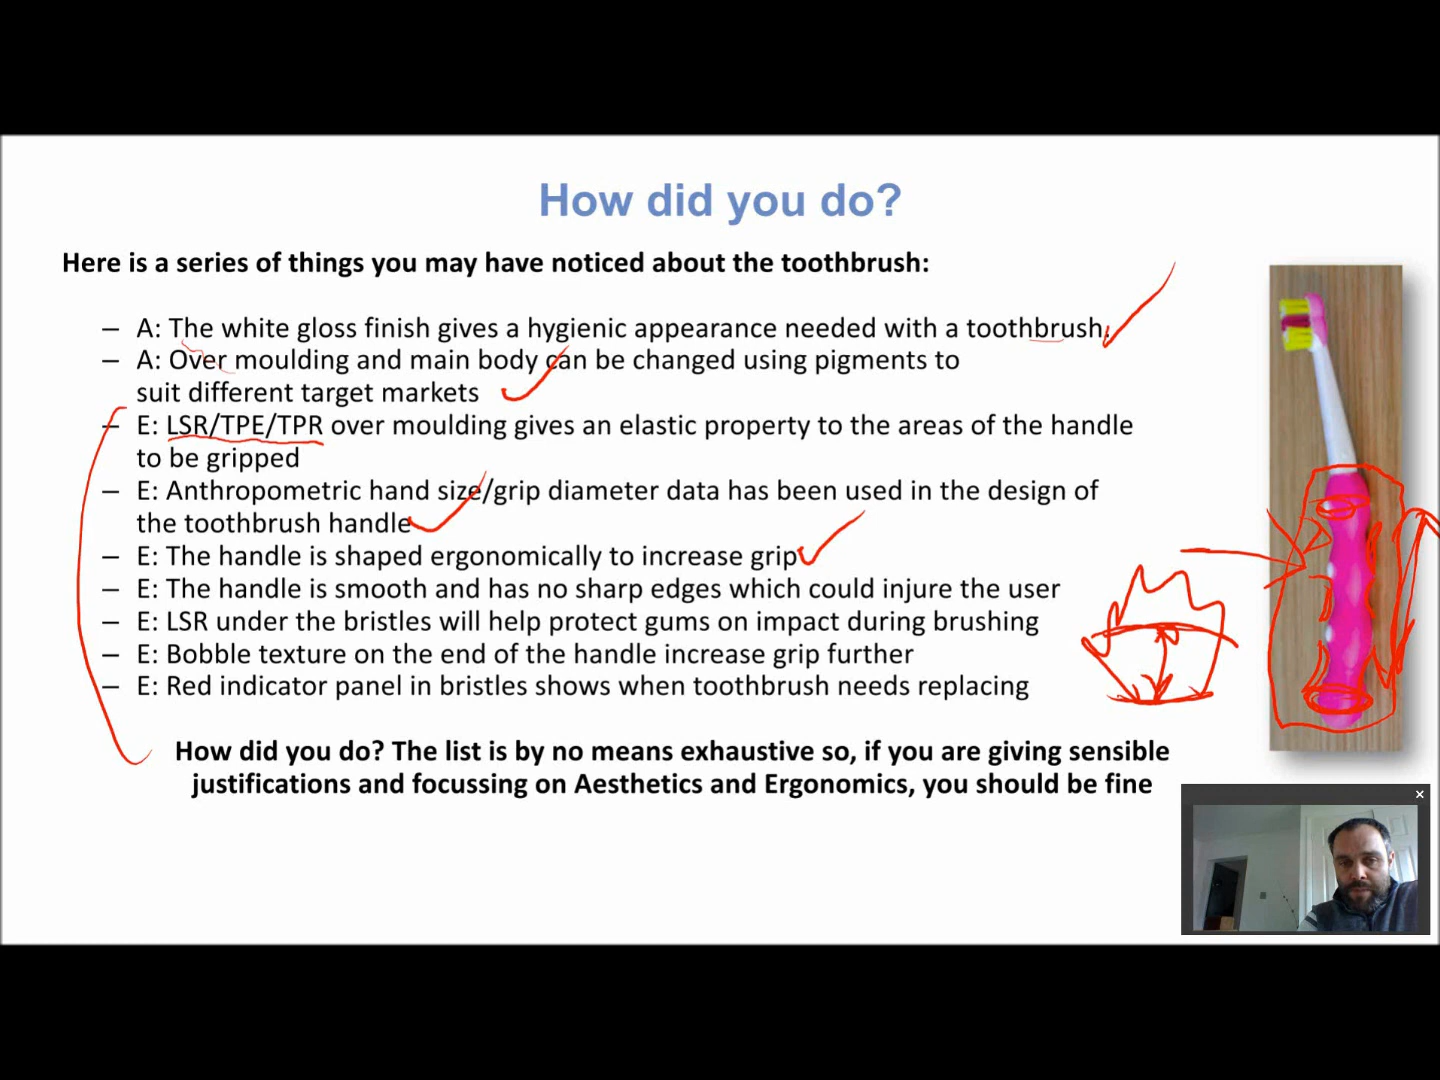 How did you do?
Here is a series of things you may have noticed about the toothbrush:
– A: The white gloss finish gives a hygienic appearance needed with a toothbrush.
– A: Over moulding and main body can be changed using pigments to
suit different target markets
– E: LSR/TPE/TPR over moulding gives an elastic property to the areas of the handle
to be gripped
– E: Anthropometric hand size/grip diameter data has been used in the design of
the toothbrush handle
– E: The handle is shaped ergonomically to increase grip
– E: The handle is smooth and has no sharp edges which could injure the user
– E: LSR under the bristles will help protect gums on impact during brushing
– E: Bobble texture on the end of the handle increase grip further
– E: Red indicator panel in bristles shows when toothbrush needs replacing
How did you do? The list is by no means exhaustive so, if you are giving sensible
justifications and focussing on Aesthetics and Ergonomics, you should be fine